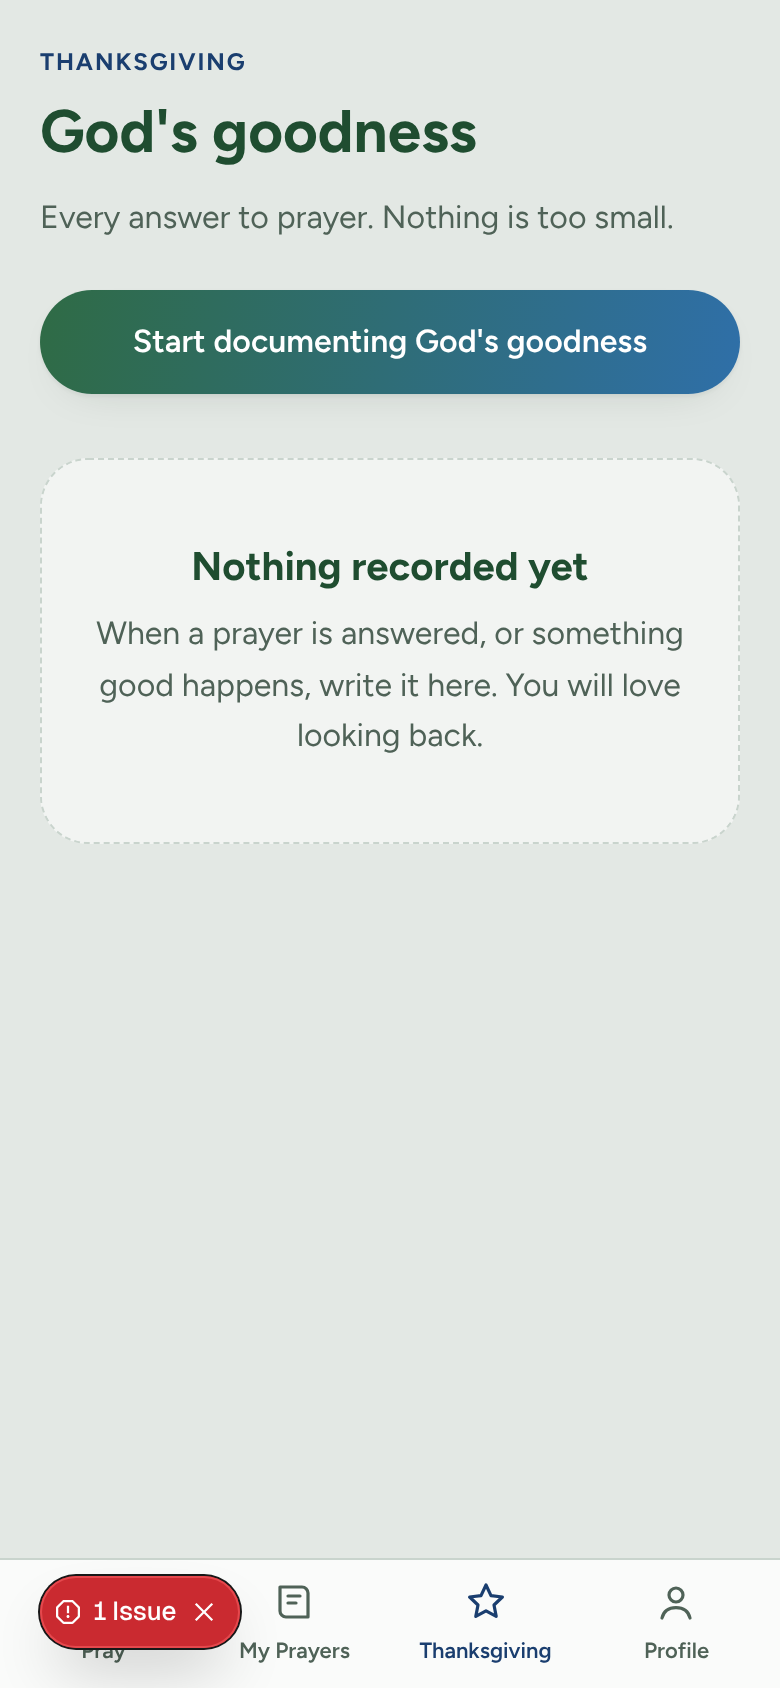 THANKSGIVING
God's goodness
Every answer to prayer. Nothing is too small.
Start documenting God's goodness
Nothing recorded yet
When a prayer is answered, or something
good happens, write it here. You will love
looking back.
1 Issue
Pray
My Prayers
Thanksgiving
Profile